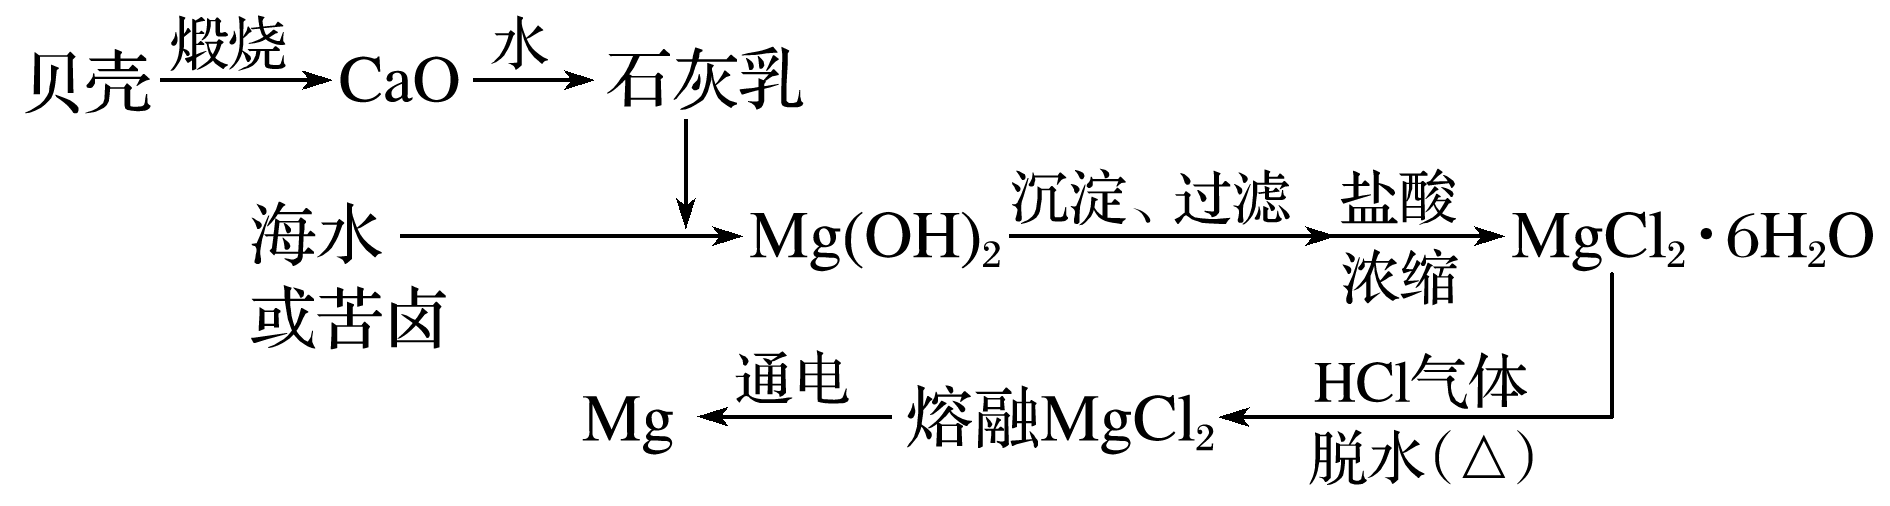 煅烧 水
贝壳 CaO 石灰乳
沉淀、过滤 盐酸
海水 Mg(OH)₂ MgCl₂·6H₂O
浓缩
或苦卤
通电 HCl气体
Mg 熔融MgCl₂
脱水(△)